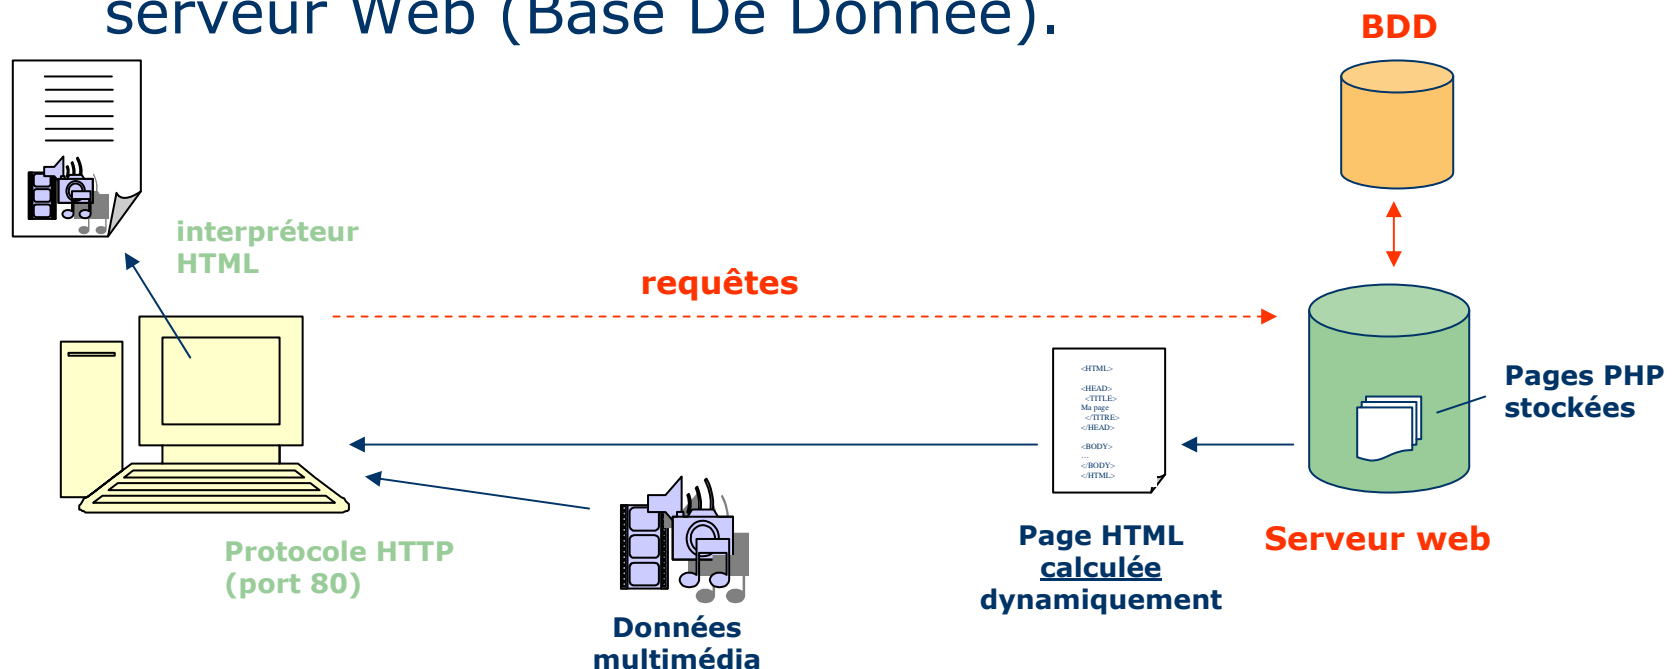 serveur Web (Base De Donnée).
BDD
interpréteur
HTML
requêtes
<HTML>
<HEAD>
<TITLE>
Ma page
</TITRE>
</HEAD>
<BODY>
...
</BODY>
</HTML>
Pages PHP
stockées
Protocole HTTP
(port 80)
Données
multimédia
Page HTML
calculée
dynamiquement
Serveur web